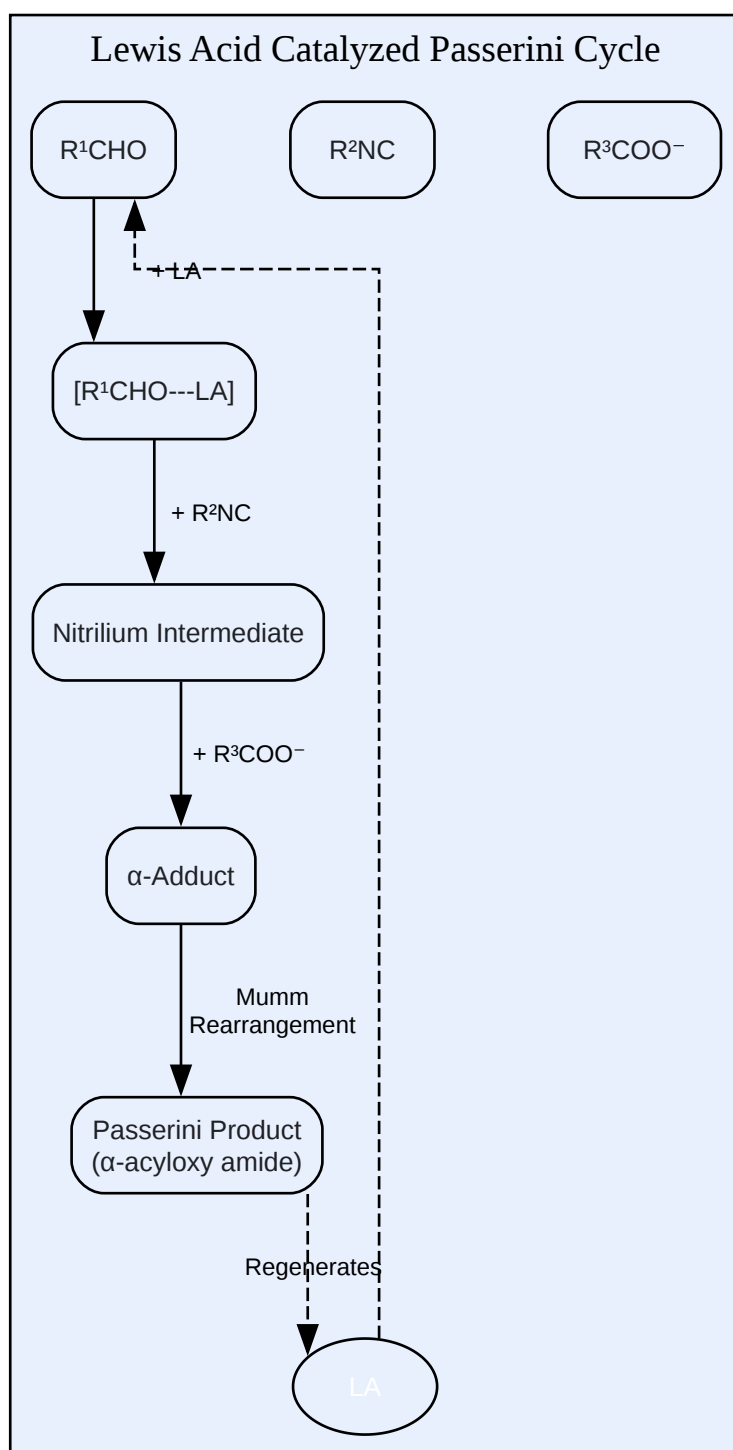 Lewis Acid Catalyzed Passerini Cycle
R¹CHO
R²NC
R³COO⁻
+ LA
[R¹CHO---LA]
+ R²NC
Nitrilium Intermediate
+ R³COO⁻
α-Adduct
Mumm
Rearrangement
Passerini Product
(α-acyloxy amide)
Regenerates
LA